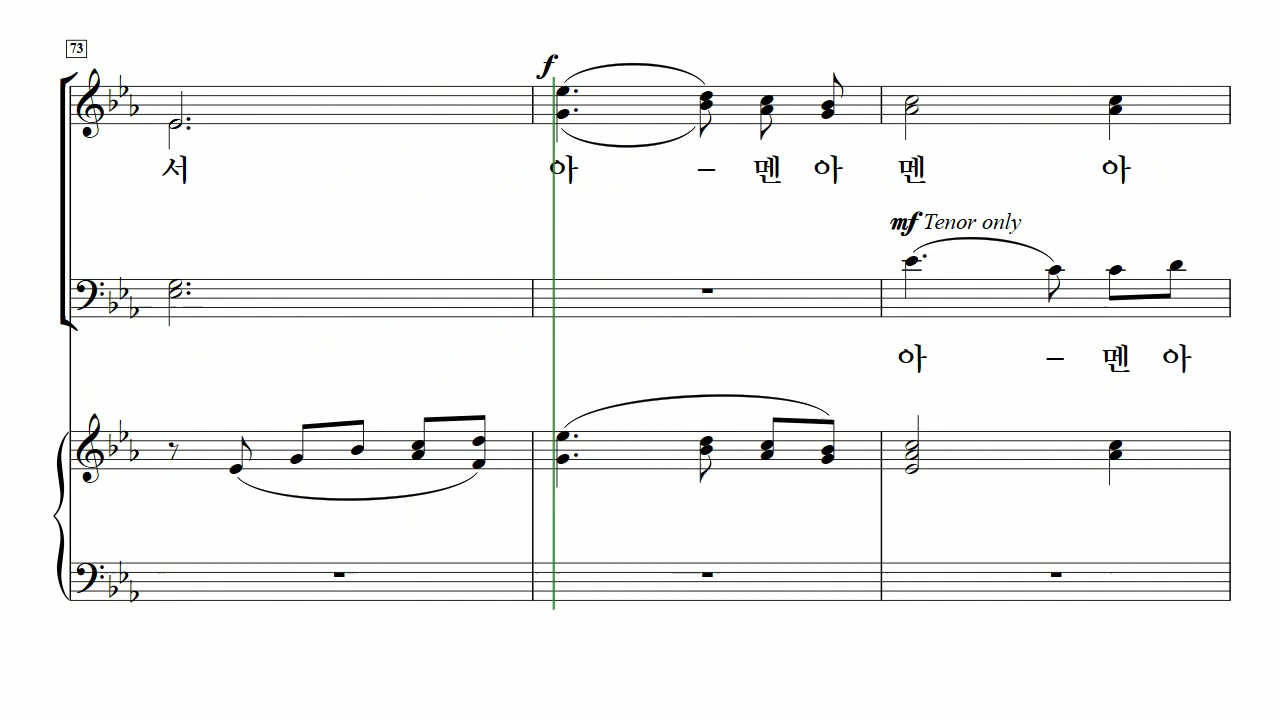 73
f
서 아 – 멘 아 멘 아
mf Tenor only
아 – 멘 아